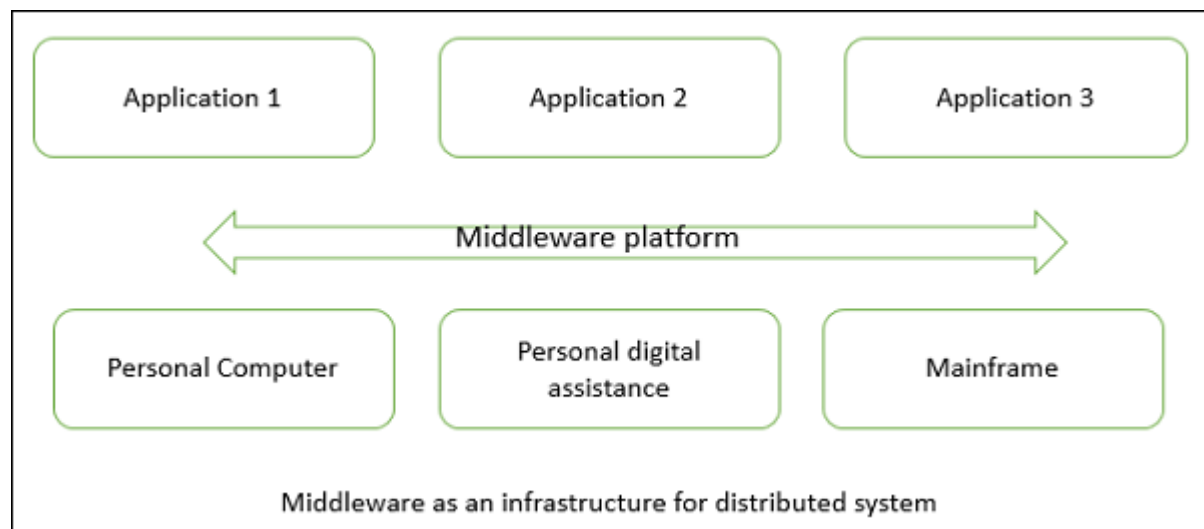 Application 1
Application 2
Application 3
Middleware platform
Personal Computer
Personal digital
assistance
Mainframe
Middleware as an infrastructure for distributed system